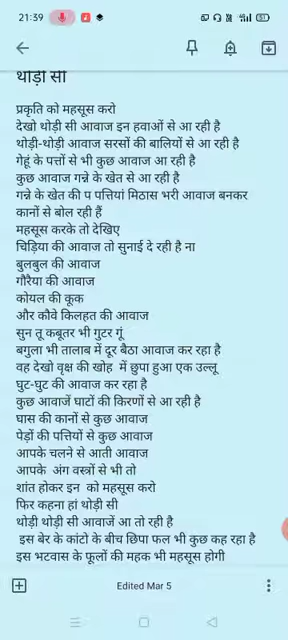 21:39
थोड़ी सी
प्रकृति को महसूस करो
देखो थोड़ी सी आवाज इन हवाओं से आ रही है
थोड़ी-थोड़ी आवाज सरसों की बालियों से आ रही है
गेहूं के पत्तों से भी कुछ आवाज आ रही है
कुछ आवाज गन्ने के खेत से आ रही है
गन्ने के खेत की प पत्तियां मिठास भरी आवाज बनकर
कानों से बोल रही हैं
महसूस करके तो देखिए
चिड़िया की आवाज तो सुनाई दे रही है ना
बुलबुल की आवाज
गौरैया की आवाज
कोयल की कूक
और कौवे किलहत की आवाज
सुन तू कबूतर भी गुटर गूं
बगुला भी तालाब में दूर बैठा आवाज कर रहा है
वह देखो वृक्ष की खोह में छुपा हुआ एक उल्लू
घुट-घुट की आवाज कर रहा है
कुछ आवाजें घाटों की किरणों से आ रही है
घास की कानों से कुछ आवाज
पेड़ों की पत्तियों से कुछ आवाज
आपके चलने से आती आवाज
आपके अंग वस्त्रों से भी तो
शांत होकर इन को महसूस करो
फिर कहना हां थोड़ी सी
थोड़ी थोड़ी सी आवाजें आ तो रही है
इस बेर के कांटो के बीच छिपा फल भी कुछ कह रहा है
इस भटवास के फूलों की महक भी महसूस होगी
Edited Mar 5